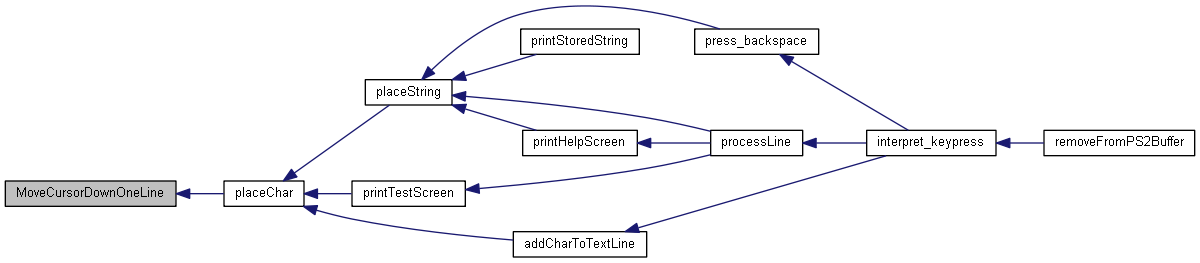 printStoredString
press_backspace
placeString
printHelpScreen
processLine
interpret_keypress
removeFromPS2Buffer
MoveCursorDownOneLine
placeChar
printTestScreen
addCharToTextLine